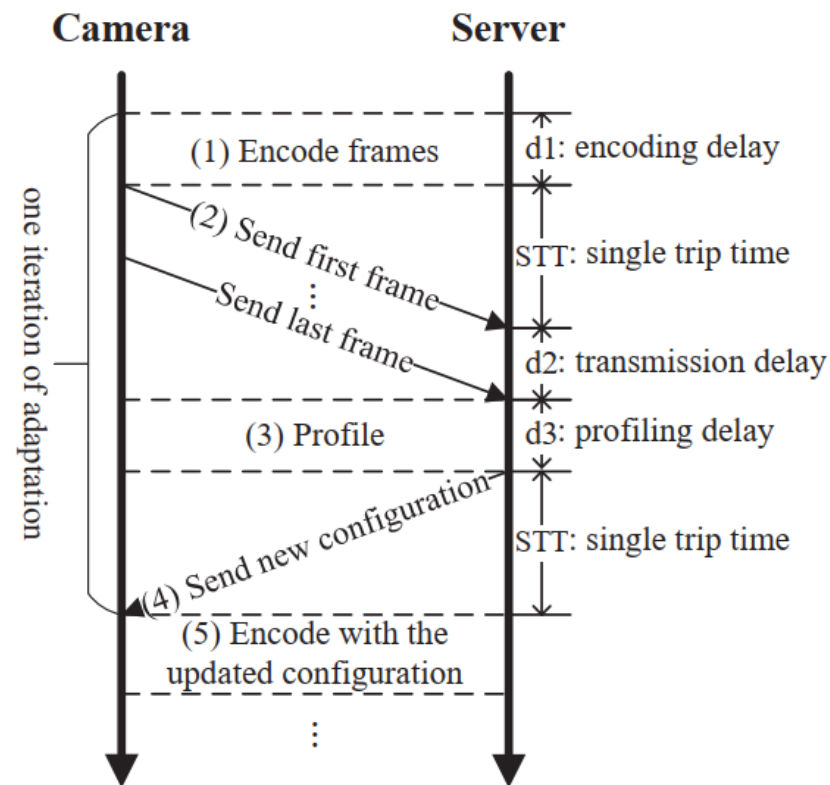 Camera
Server
(1) Encode frames
d1: encoding delay
(2) Send first frame
STT: single trip time
⋮
Send last frame
d2: transmission delay
one iteration of adaptation
(3) Profile
d3: profiling delay
(4) Send new configuration
STT: single trip time
(5) Encode with the
updated configuration
⋮